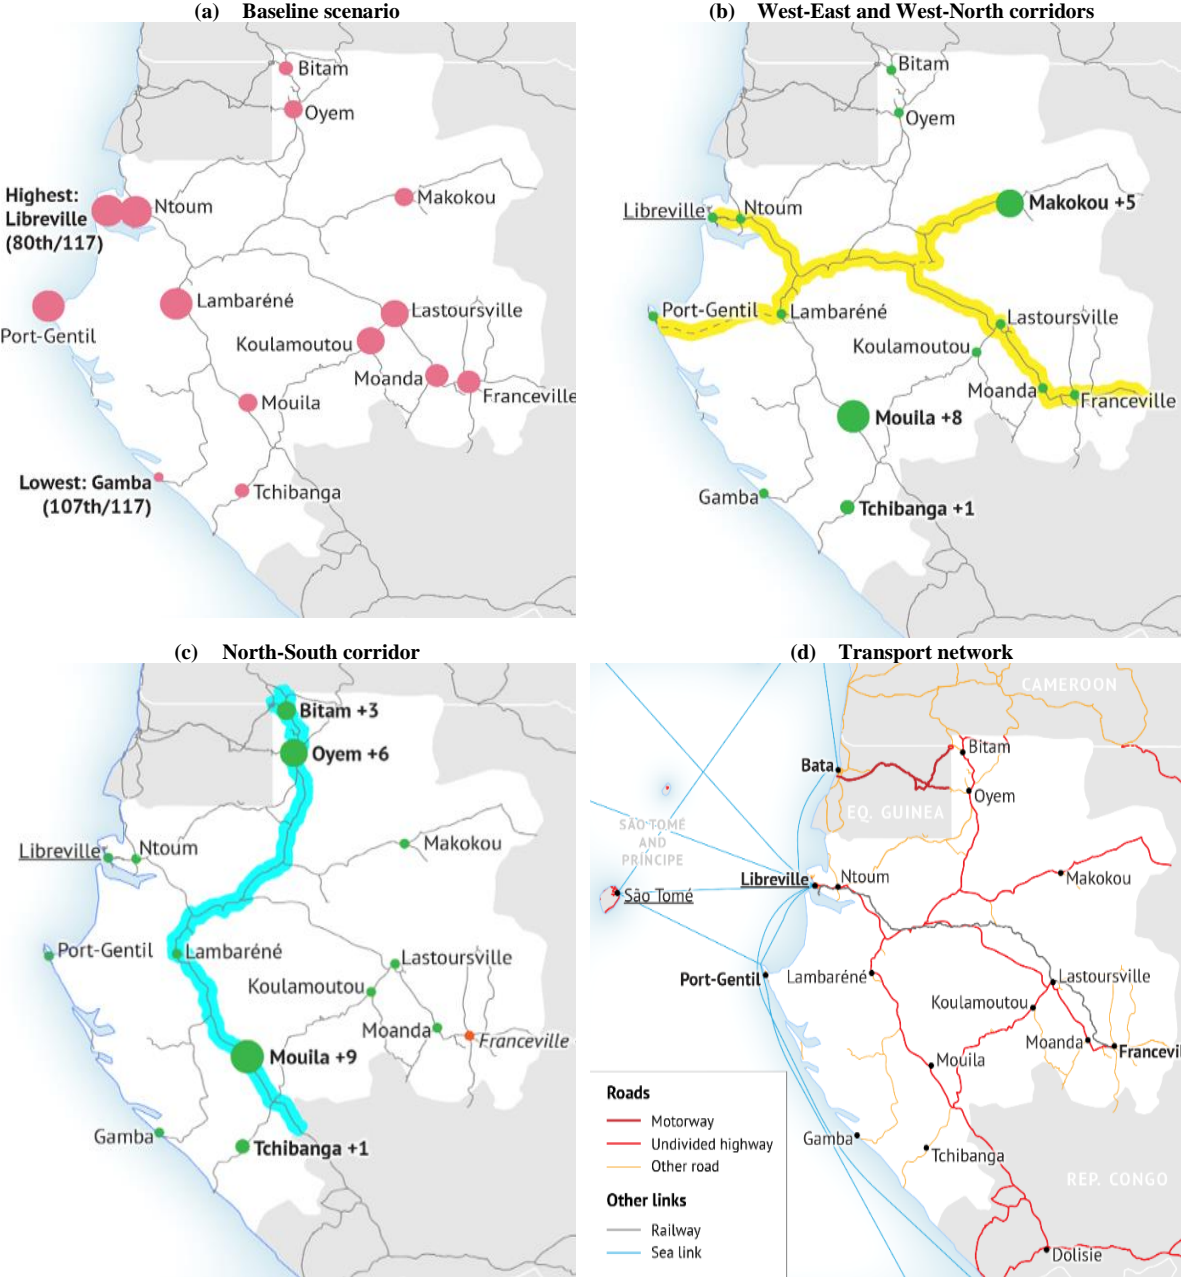 (a) Baseline scenario
Bitam
Oyem
Makokou
Highest:
Libreville
(80th/117)
Ntoum
Lambaréné
Lastoursville
Port-Gentil
Koulamoutou
Moanda
Franceville
Mouila
Lowest: Gamba
(107th/117)
Tchibanga
(b) West-East and West-North corridors
Bitam
Oyem
Libreville
Ntoum
Makokou +5
Port-Gentil
Lambaréné
Lastoursville
Koulamoutou
Moanda
Franceville
Mouila +8
Gamba
Tchibanga +1
(c) North-South corridor
Bitam +3
Oyem +6
Libreville
Ntoum
Makokou
Port-Gentil
Lambaréné
Lastoursville
Koulamoutou
Moanda
Franceville
Mouila +9
Gamba
Tchibanga +1
(d) Transport network
CAMEROON
Bitam
Bata
Oyem
EQ. GUINEA
SÃO TOMÉ
AND
PRÍNCIPE
Libreville
Ntoum
Makokou
São Tomé
Port-Gentil
Lambaréné
Lastoursville
Koulamoutou
Moanda
Francevil
Mouila
Gamba
Tchibanga
REP. CONGO
Dolisie
Roads
Motorway
Undivided highway
Other road
Other links
Railway
Sea link